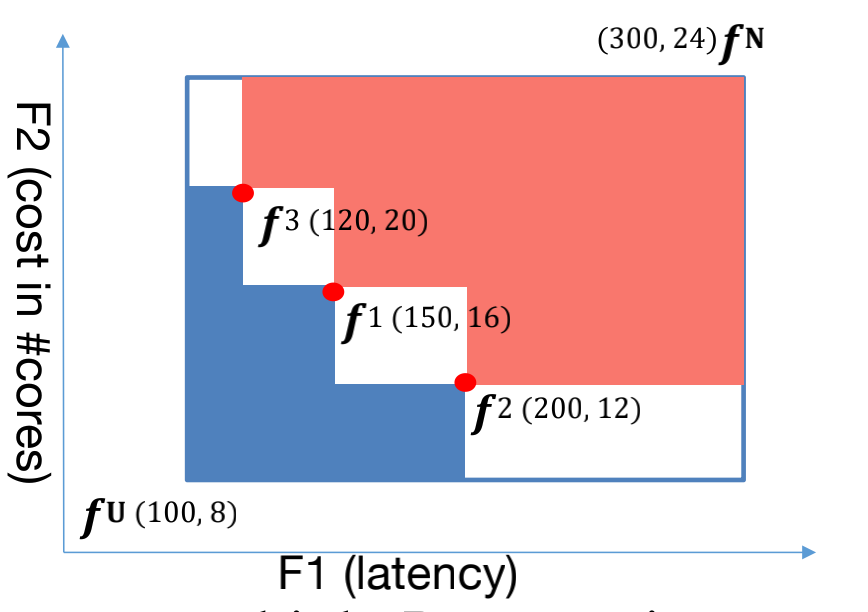 (300, 24) fN
F2 (cost in #cores)
f3 (120, 20)
f1 (150, 16)
f2 (200, 12)
fU (100, 8)
F1 (latency)